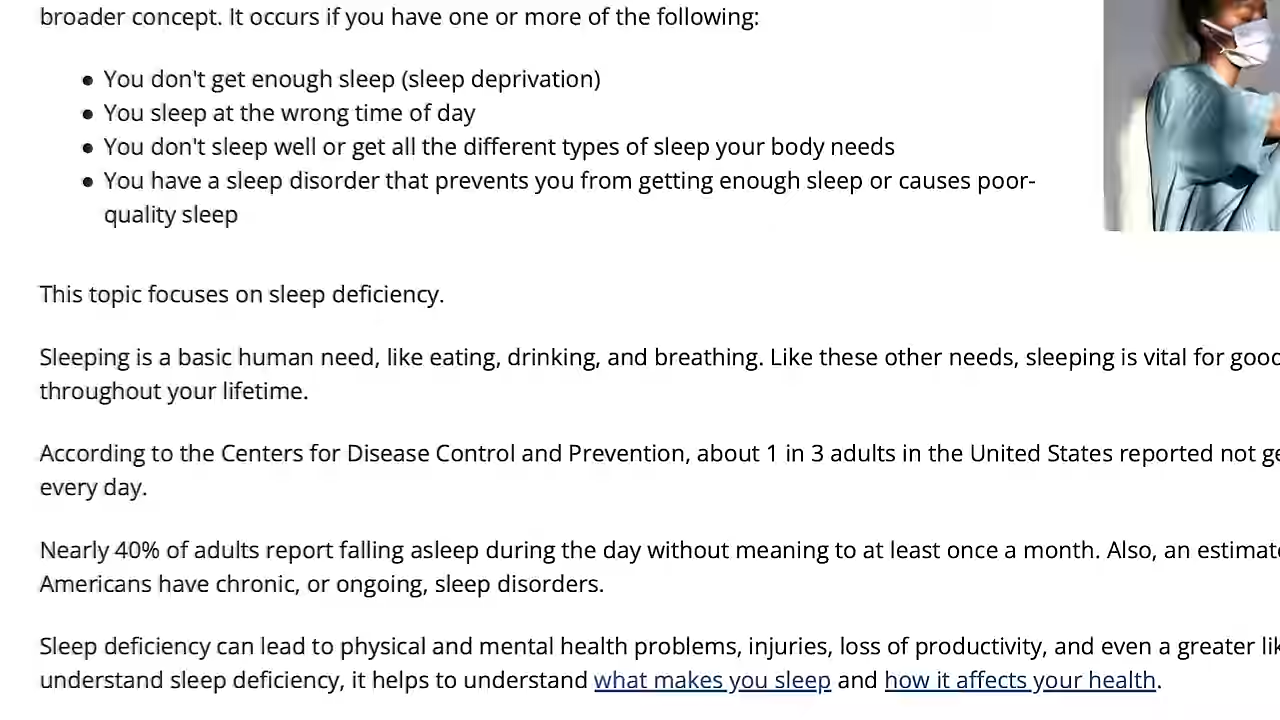 broader concept. It occurs if you have one or more of the following:
• You don't get enough sleep (sleep deprivation)
• You sleep at the wrong time of day
• You don't sleep well or get all the different types of sleep your body needs
• You have a sleep disorder that prevents you from getting enough sleep or causes poor-
quality sleep
This topic focuses on sleep deficiency.
Sleeping is a basic human need, like eating, drinking, and breathing. Like these other needs, sleeping is vital for good
throughout your lifetime.
According to the Centers for Disease Control and Prevention, about 1 in 3 adults in the United States reported not
every day.
Nearly 40% of adults report falling asleep during the day without meaning to at least once a month. Also, an
Americans have chronic, or ongoing, sleep disorders.
Sleep deficiency can lead to physical and mental health problems, injuries, loss of productivity, and even a greater
understand sleep deficiency, it helps to understand what makes you sleep and how it affects your health.